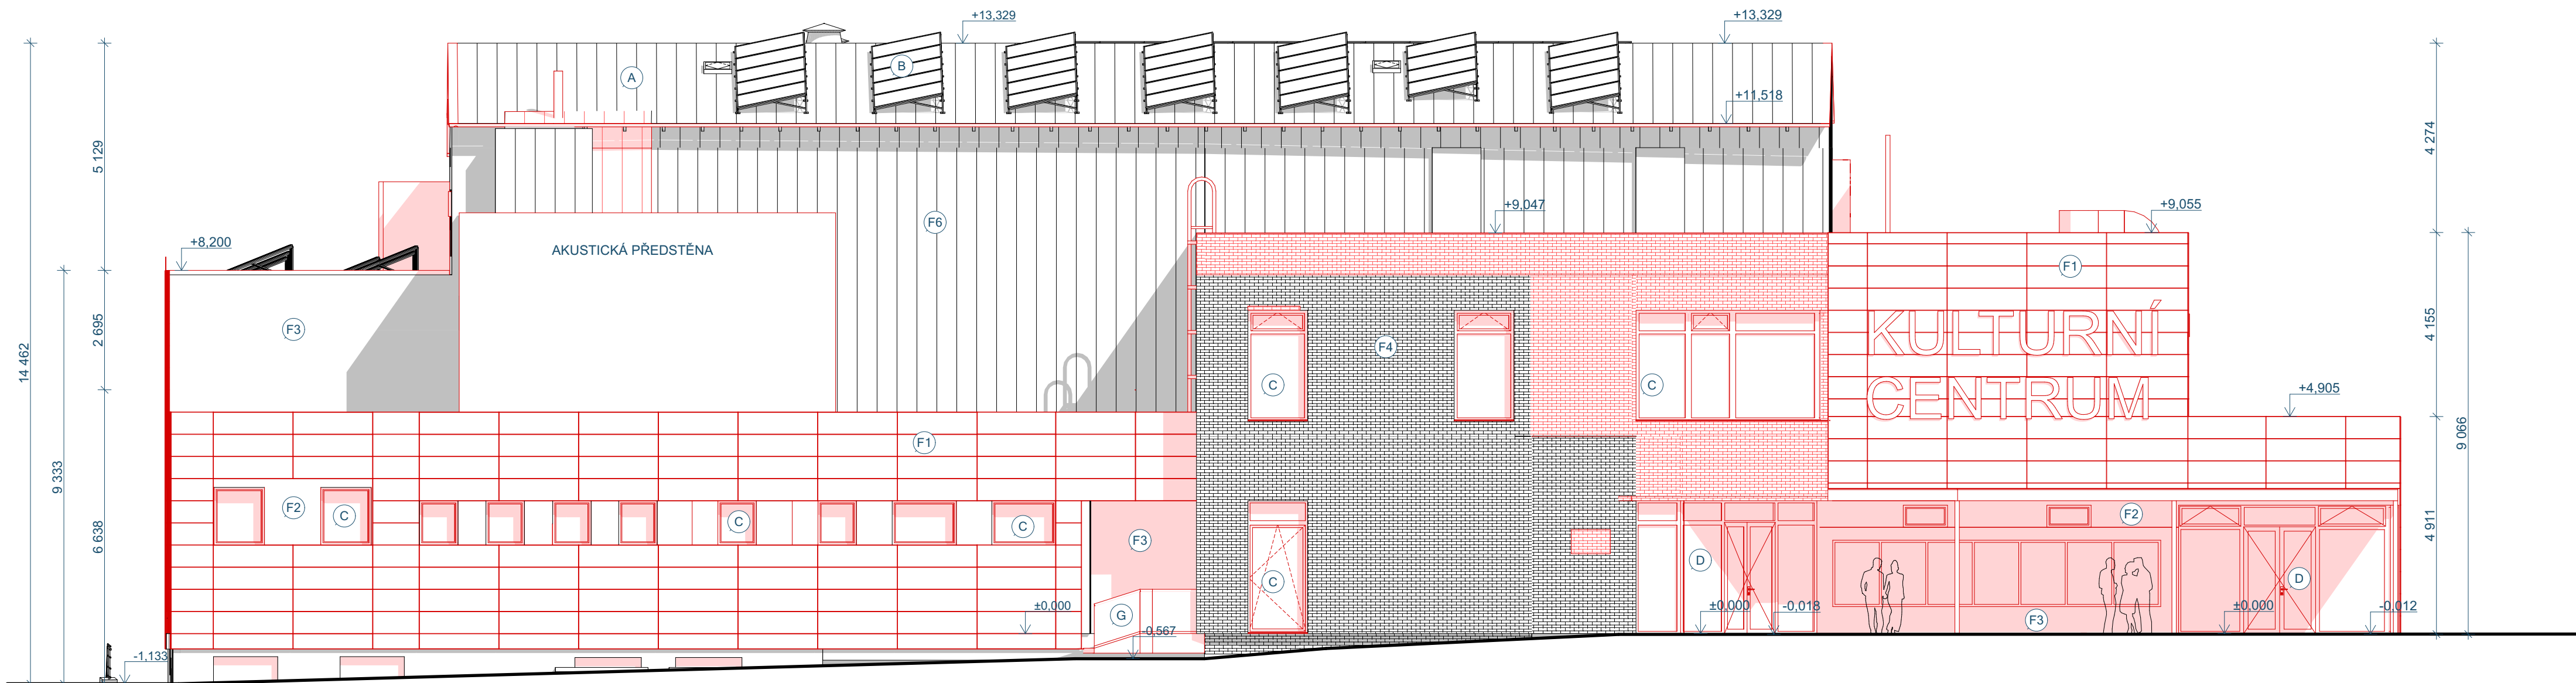 +13,329
+13,329
A
B
+11,518
5 129
4 274
+9,047
+9,055
F6
+8,200
AKUSTICKÁ PŘEDSTĚNA
F1
F3
2 695
KULTURNÍ
4 155
14 462
F4
C
C
CENTRUM
+4,905
9 333
F1
9 066
F2
C
C
C
F2
6 638
F3
4 911
D
C
D
±0,000
G
±0,000
-0,018
F3
±0,000
-0,012
-0,567
-1,133